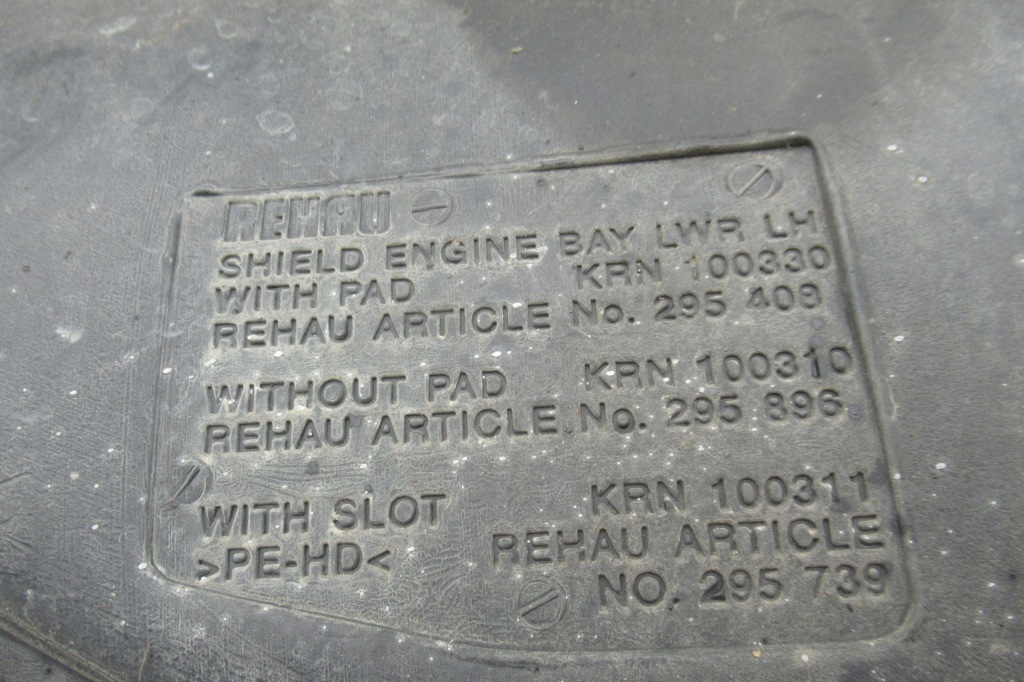 REHAU
SHIELD ENGINE BAY LWR LH
WITH PAD KRN 100330
REHAU ARTICLE No. 295 408
WITHOUT PAD KRN 100310
REHAU ARTICLE No. 295 896
WITH SLOT KRN 100311
>PE-HD< REHAU ARTICLE
NO. 295 739